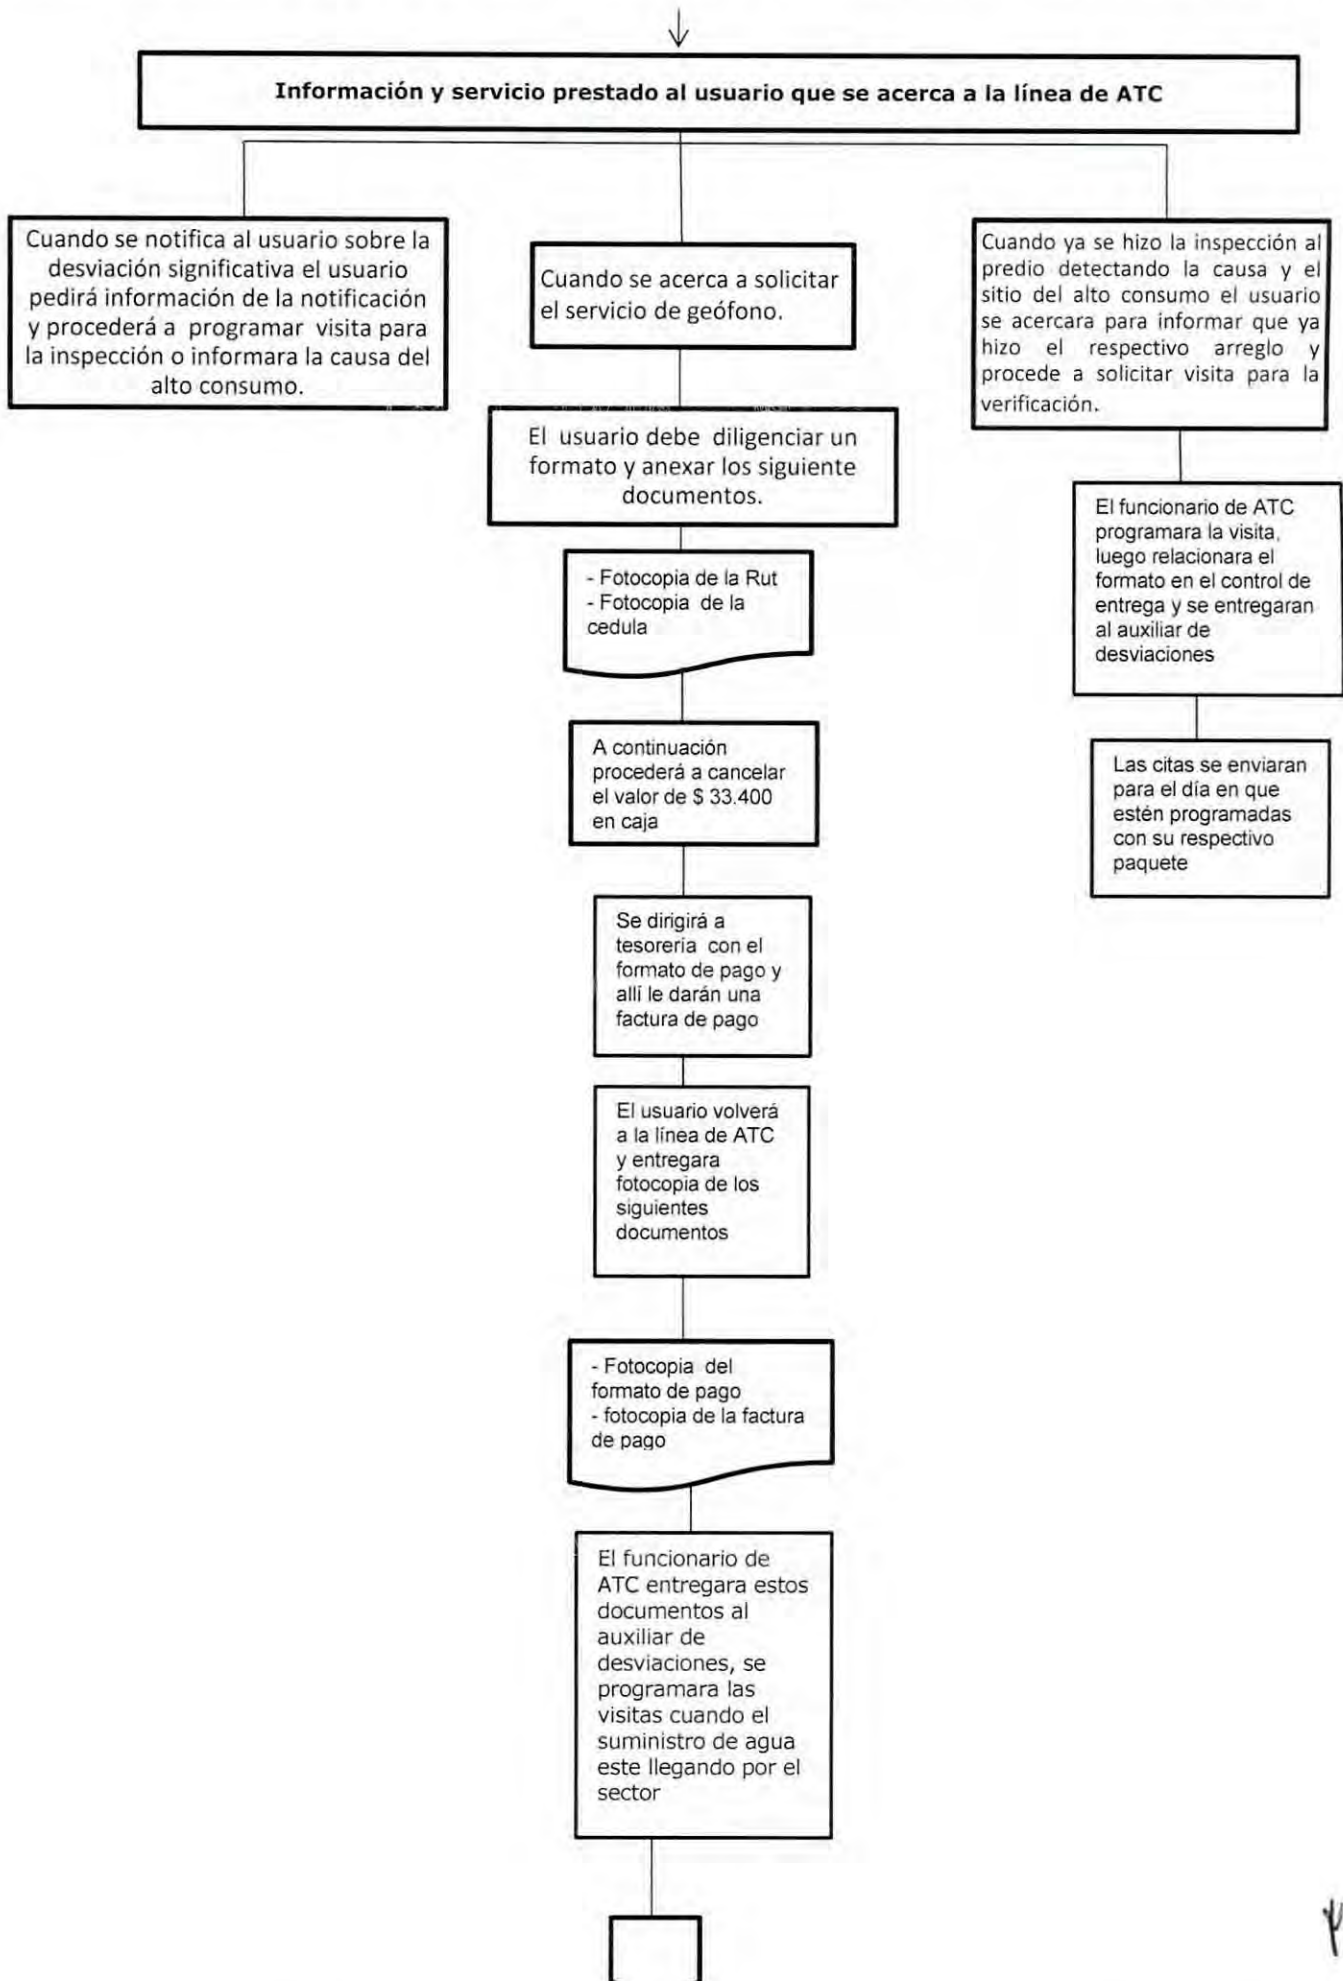 Información y servicio prestado al usuario que se acerca a la línea de ATC
Cuando se notifica al usuario sobre la
desviación significativa el usuario
pedirá información de la notificación
y procederá a programar visita para
la inspección o informara la causa del
alto consumo.
Cuando se acerca a solicitar
el servicio de geófono.
El usuario debe diligenciar un
formato y anexar los siguiente
documentos.
- Fotocopia de la Rut
- Fotocopia de la
cedula
A continuación
procederá a cancelar
el valor de $ 33.400
en caja
Se dirigirá a
tesoreria con el
formato de pago y
allí le darán una
factura de pago
El usuario volverá
a la línea de ATC
y entregara
fotocopia de los
siguientes
documentos
- Fotocopia del
formato de pago
- fotocopia de la factura
de pago
El funcionario de
ATC entregara estos
documentos al
auxiliar de
desviaciones, se
programara las
visitas cuando el
suministro de agua
este llegando por el
sector
Cuando ya se hizo la inspección al
predio detectando la causa y el
sitio del alto consumo el usuario
se acercara para informar que ya
hizo el respectivo arreglo y
procede a solicitar visita para la
verificación.
El funcionario de ATC
programara la visita,
luego relacionara el
formato en el control de
entrega y se entregaran
al auxiliar de
desviaciones
Las citas se enviaran
para el día en que
estén programadas
con su respectivo
paquete